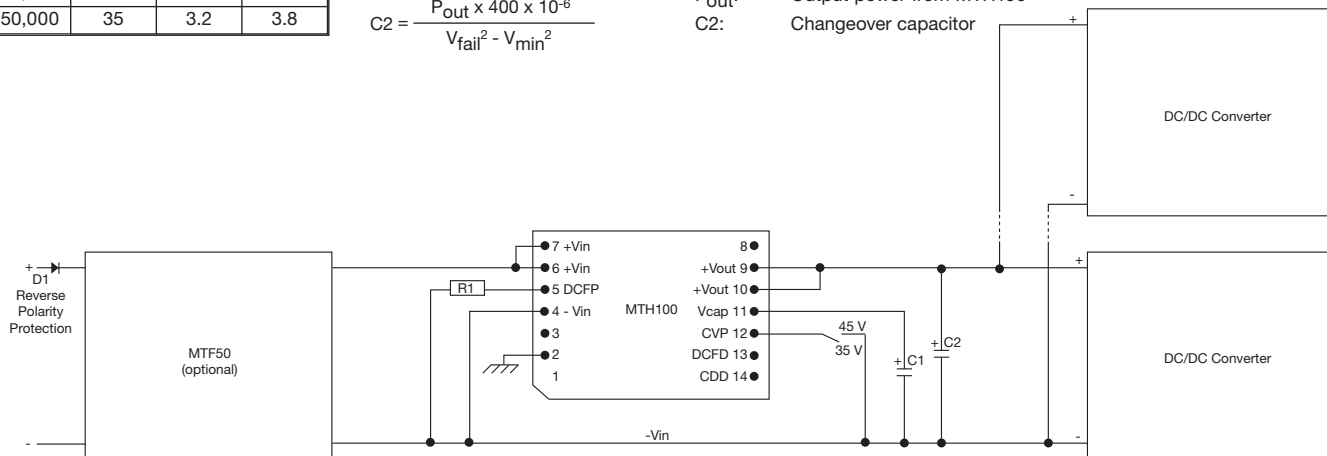 50,000 35 3.2 3.8
C2 = Pout x 400 x 10-6
Vfail2 - Vmin2
Pout: Output power from MTH100
C2: Changeover capacitor
+
DC/DC Converter
-
+
D1
Reverse
Polarity
Protection
-
MTF50
(optional)
R1
7 +Vin
6 +Vin
5 DCFP
4 - Vin
3
2
1
MTH100
8
+Vout 9
+Vout 10
Vcap 11
CVP 12
DCFD 13
CDD 14
45 V
35 V
+ C1
+ C2
-Vin
+
DC/DC Converter
-